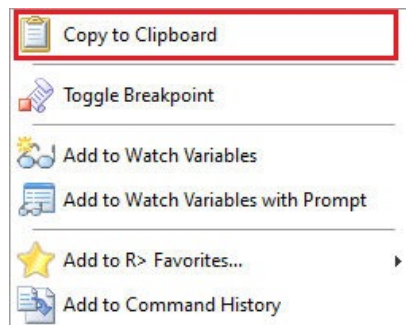 Copy to Clipboard
Toggle Breakpoint
Add to Watch Variables
Add to Watch Variables with Prompt
Add to R> Favorites...
Add to Command History